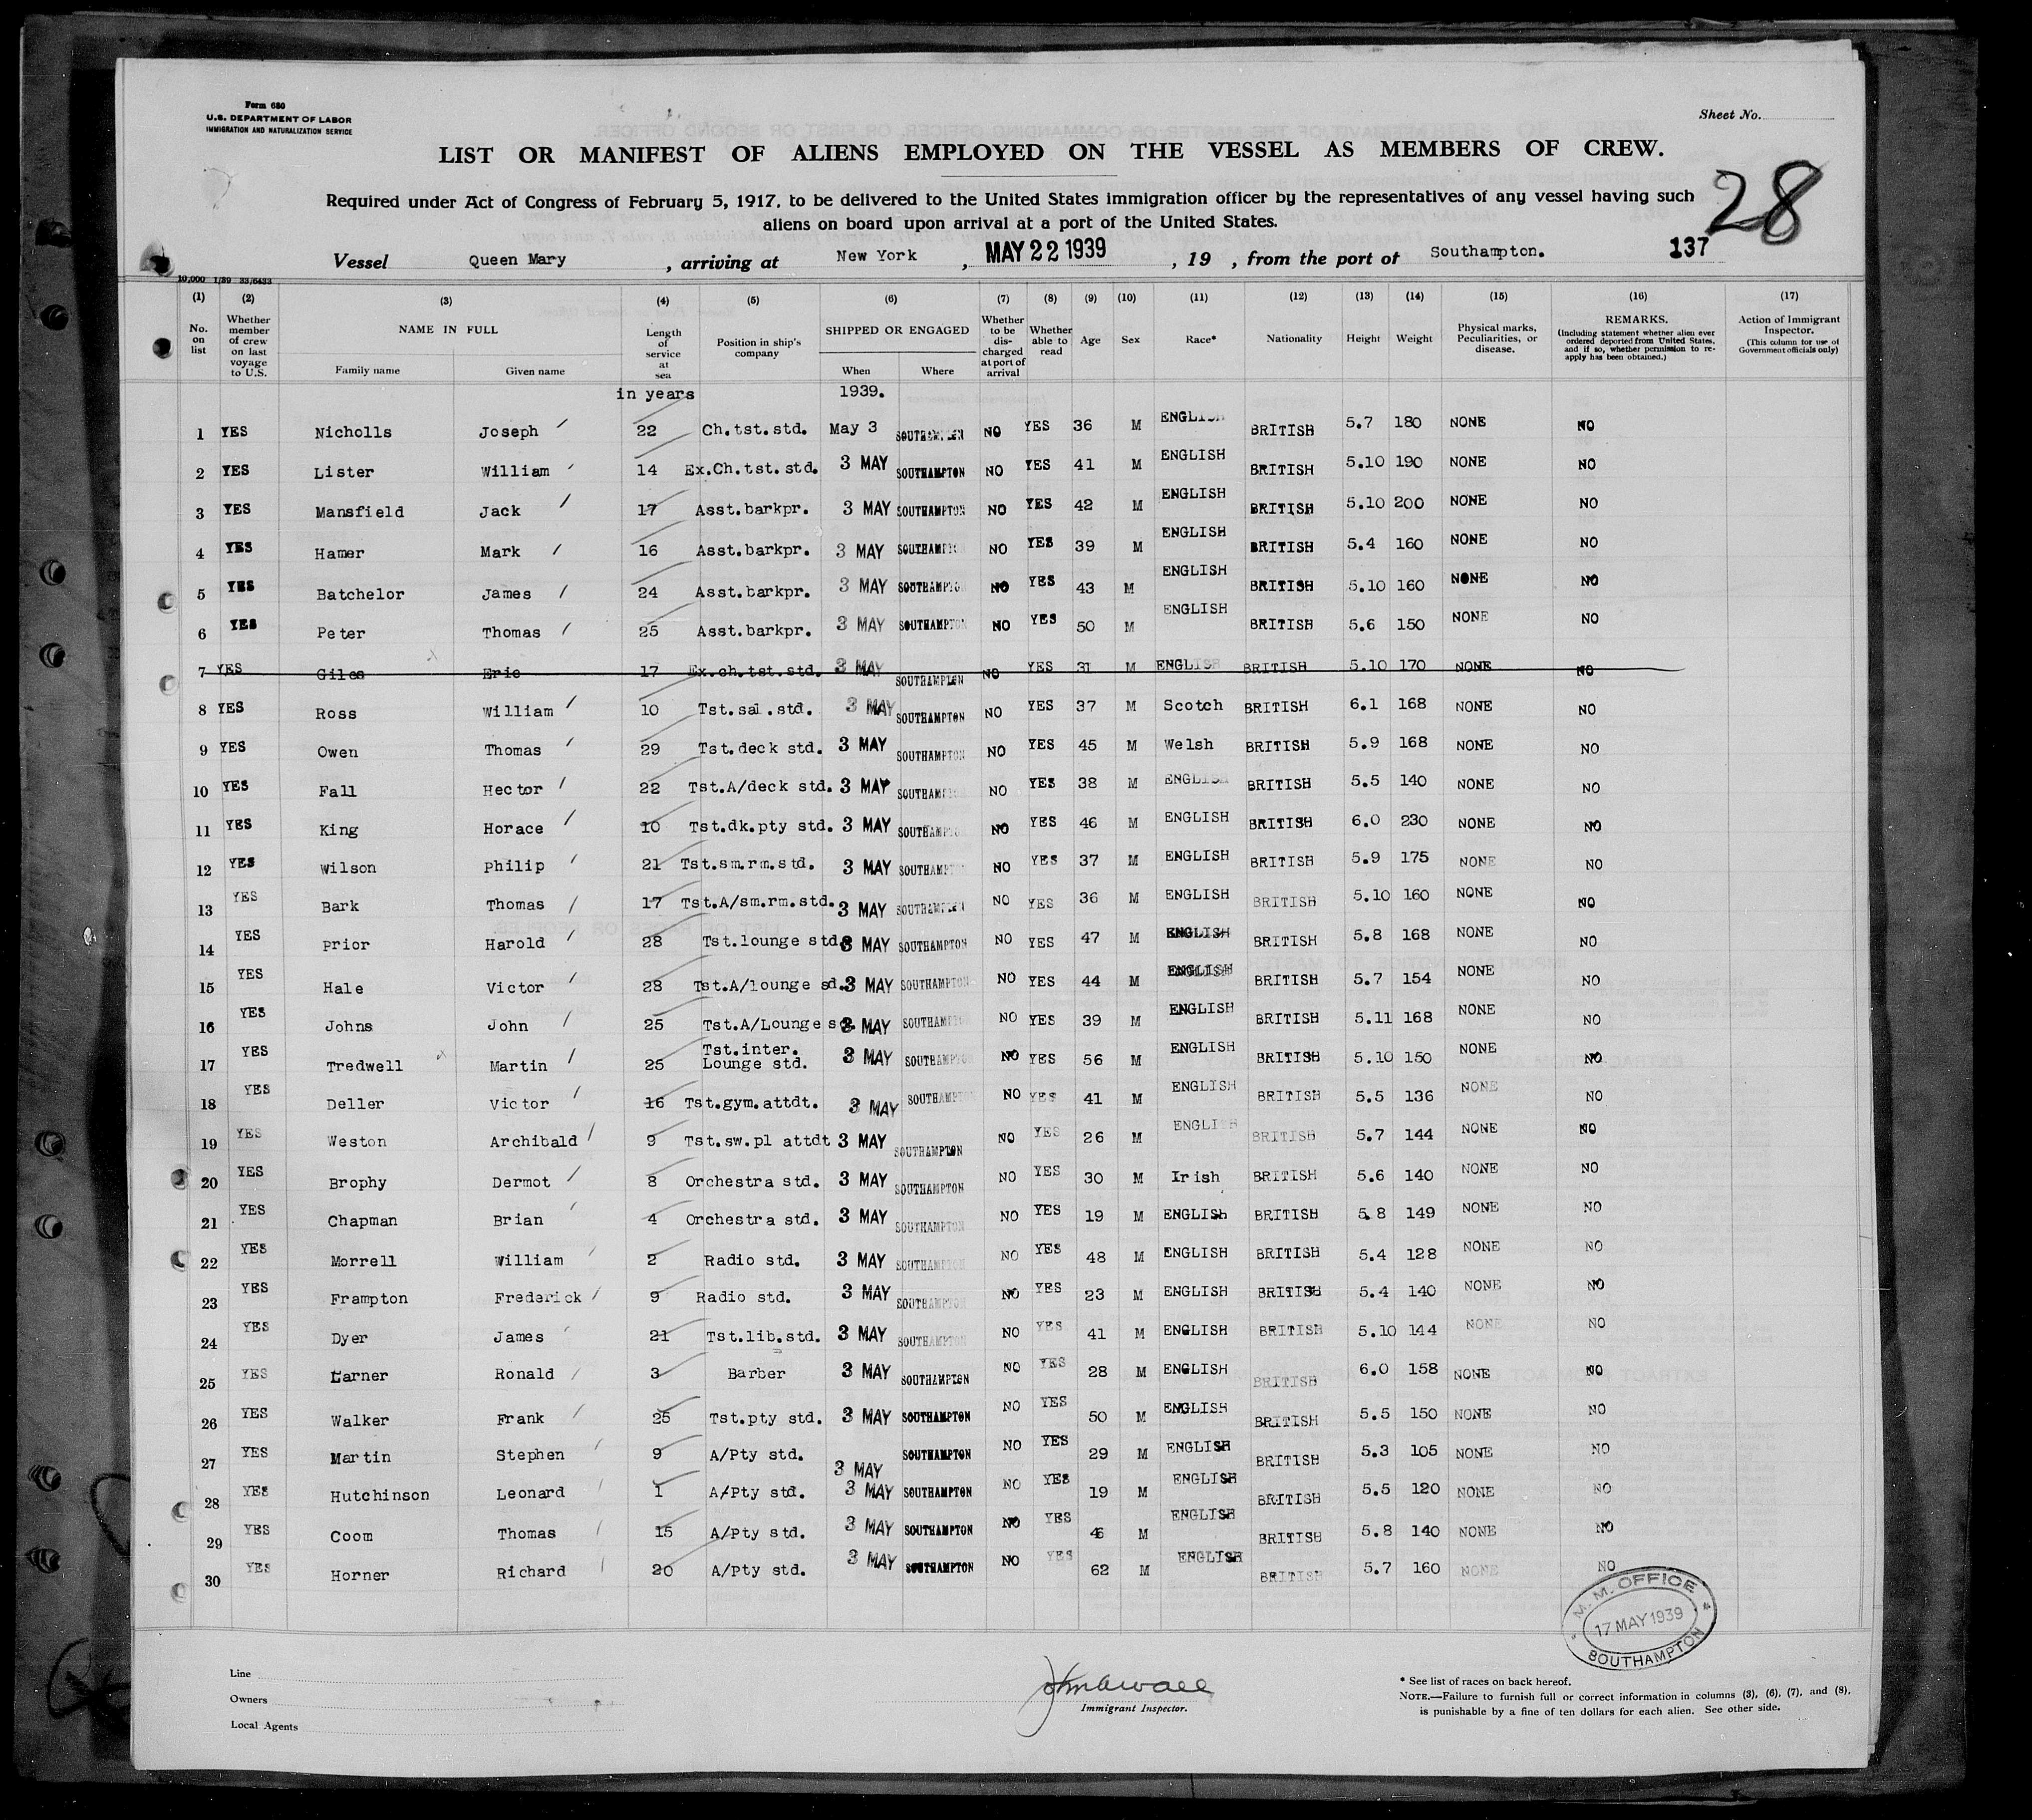 Form 680
U.S. DEPARTMENT OF LABOR
IMMIGRATION AND NATURALIZATION SERVICE
Sheet No.
LIST OR MANIFEST OF ALIENS EMPLOYED ON THE VESSEL AS MEMBERS OF CREW.
28
Required under Act of Congress of February 5, 1917, to be delivered to the United States immigration officer by the representatives of any vessel having such
aliens on board upon arrival at a port of the United States.
Vessel Queen Mary, arriving at New York, MAY 22 1939, 19 , from the port of Southampton. 137
10,000 1/39 33/6433
(1) (2) (3) (4) (5) (6) (7) (8) (9) (10) (11) (12) (13) (14) (15) (16) (17)
No. on list | Whether member of crew on last voyage to U.S. | NAME IN FULL Family name Given name | Length of service at sea | Position in ship's company | SHIPPED OR ENGAGED When Where | Whether to be discharged at port of arrival | Whether able to read | Age | Sex | Race* | Nationality | Height | Weight | Physical marks, Peculiarities, or disease. | REMARKS. (Including statement whether alien ever ordered deported from United States, and if so, whether permission to re-apply has been obtained.) | Action of Immigrant Inspector. (This column for use of Government officials only)
in years 1939.
1 YES Nicholls Joseph 22 Ch.tst.std. May 3 SOUTHAMPTON NO YES 36 M ENGLISH BRITISH 5.7 180 NONE NO
2 YES Lister William 14 Ex.Ch.tst.std. 3 MAY SOUTHAMPTON NO YES 41 M ENGLISH BRITISH 5.10 190 NONE NO
3 YES Mansfield Jack 17 Asst.barkpr. 3 MAY SOUTHAMPTON NO YES 42 M ENGLISH BRITISH 5.10 200 NONE NO
4 YES Hamer Mark 16 Asst.barkpr. 3 MAY SOUTHAMPTON NO YES 39 M ENGLISH BRITISH 5.4 160 NONE NO
5 YES Batchelor James 24 Asst.barkpr. 3 MAY SOUTHAMPTON NO YES 43 M ENGLISH BRITISH 5.10 160 NONE NO
6 YES Peter Thomas 25 Asst.barkpr. 3 MAY SOUTHAMPTON NO YES 50 M ENGLISH BRITISH 5.6 150 NONE NO
7 YES Giles Eric 17 Ex.ch.tst.std. 3 MAY SOUTHAMPTON NO YES 31 M ENGLISH BRITISH 5.10 170 NONE NO
8 YES Ross William 10 Tst.sal.std. 3 MAY SOUTHAMPTON NO YES 37 M Scotch BRITISH 6.1 168 NONE NO
9 YES Owen Thomas 29 Tst.deck std. 3 MAY SOUTHAMPTON NO YES 45 M Welsh BRITISH 5.9 168 NONE NO
10 YES Fall Hector 22 Tst.A/deck std. 3 MAY SOUTHAMPTON NO YES 38 M ENGLISH BRITISH 5.5 140 NONE NO
11 YES King Horace 10 Tst.dk.pty std. 3 MAY SOUTHAMPTON NO YES 46 M ENGLISH BRITISH 6.0 230 NONE NO
12 YES Wilson Philip 21 Tst.sm.rm.std. 3 MAY SOUTHAMPTON NO YES 37 M ENGLISH BRITISH 5.9 175 NONE NO
13 YES Bark Thomas 17 Tst.A/sm.rm.std. 3 MAY SOUTHAMPTON NO YES 36 M ENGLISH BRITISH 5.10 160 NONE NO
14 YES Prior Harold 28 Tst.lounge std. 3 MAY SOUTHAMPTON NO YES 47 M ENGLISH BRITISH 5.8 168 NONE NO
15 YES Hale Victor 28 Tst.A/lounge sd. 3 MAY SOUTHAMPTON NO YES 44 M ENGLISH BRITISH 5.7 154 NONE NO
16 YES Johns John 25 Tst.A/Lounge sd. 3 MAY SOUTHAMPTON NO YES 39 M ENGLISH BRITISH 5.11 168 NONE NO
17 YES Tredwell Martin 25 Tst.inter. Lounge std. 3 MAY SOUTHAMPTON NO YES 56 M ENGLISH BRITISH 5.10 150 NONE NO
18 YES Deller Victor 16 Tst.gym.attdt. 3 MAY SOUTHAMPTON NO YES 41 M ENGLISH BRITISH 5.5 136 NONE NO
19 YES Weston Archibald 9 Tst.sw.pl attdt 3 MAY SOUTHAMPTON NO YES 26 M ENGLISH BRITISH 5.7 144 NONE NO
20 YES Brophy Dermot 8 Orchestra std. 3 MAY SOUTHAMPTON NO YES 30 M Irish BRITISH 5.6 140 NONE NO
21 YES Chapman Brian 4 Orchestra std. 3 MAY SOUTHAMPTON NO YES 19 M ENGLISH BRITISH 5.8 149 NONE NO
22 YES Morrell William 2 Radio std. 3 MAY SOUTHAMPTON NO YES 48 M ENGLISH BRITISH 5.4 128 NONE NO
23 YES Frampton Frederick 9 Radio std. 3 MAY SOUTHAMPTON NO YES 23 M ENGLISH BRITISH 5.4 140 NONE NO
24 YES Dyer James 21 Tst.lib.std. 3 MAY SOUTHAMPTON NO YES 41 M ENGLISH BRITISH 5.10 144 NONE NO
25 YES Ronald 3 Barber 3 MAY SOUTHAMPTON NO YES 28 M ENGLISH BRITISH 6.0 158 NONE NO
26 YES Walker Frank 25 Tst.pty std. 3 MAY SOUTHAMPTON NO YES 50 M ENGLISH BRITISH 5.5 150 NONE NO
27 YES Martin Stephen 9 A/Pty std. 3 MAY SOUTHAMPTON NO YES 29 M ENGLISH BRITISH 5.3 105 NONE NO
28 YES Hutchinson Leonard 1 A/Pty std. 3 MAY SOUTHAMPTON NO YES 19 M ENGLISH BRITISH 5.5 120 NONE NO
29 YES Coom Thomas 15 A/Pty std. 3 MAY SOUTHAMPTON NO YES M ENGLISH BRITISH 5.8 140 NONE NO
30 YES Horner Richard 20 A/Pty std. 3 MAY SOUTHAMPTON NO YES 62 M ENGLISH BRITISH 5.7 160 NONE NO
M. M. OFFICE
17 MAY 1939
SOUTHAMPTON
Line
Owners
Local Agents
Immigrant Inspector.
* See list of races on back hereof.
NOTE.—Failure to furnish full or correct information in columns (3), (6), (7), and (8),
is punishable by a fine of ten dollars for each alien. See other side.